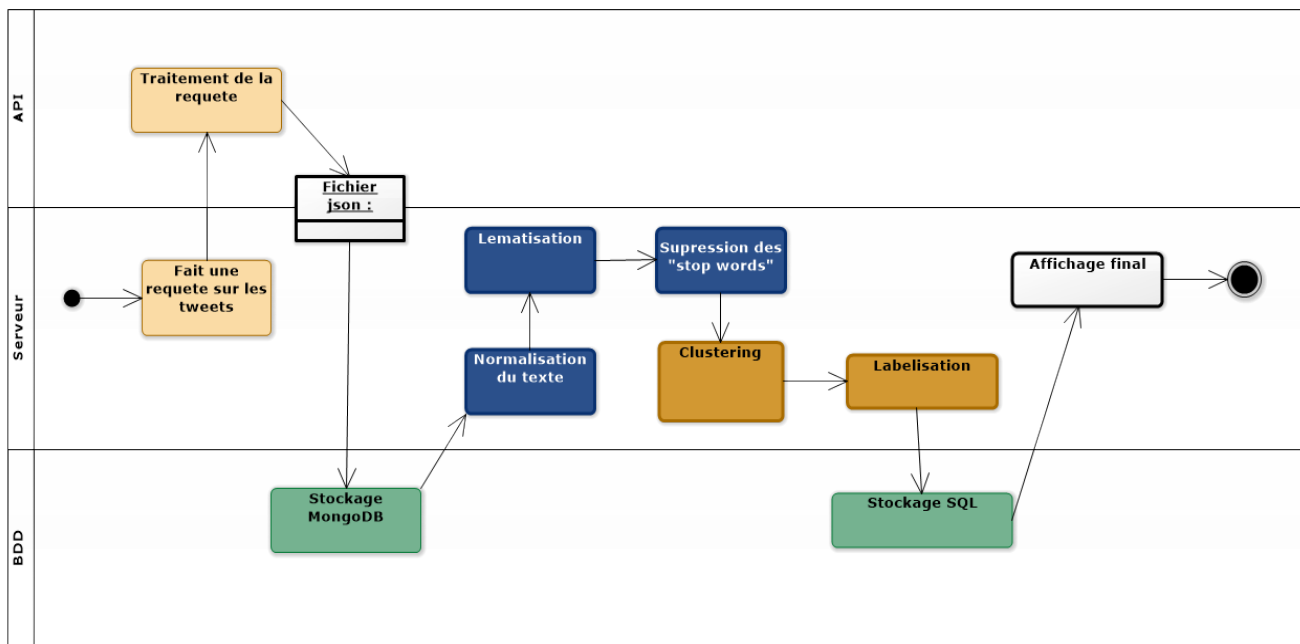 API
Traitement de la
requete
Fichier
json :
Serveur
Fait une
requete sur les
tweets
Lematisation
Supression des
"stop words"
Affichage final
Normalisation
du texte
Clustering
Labelisation
BDD
Stockage
MongoDB
Stockage SQL